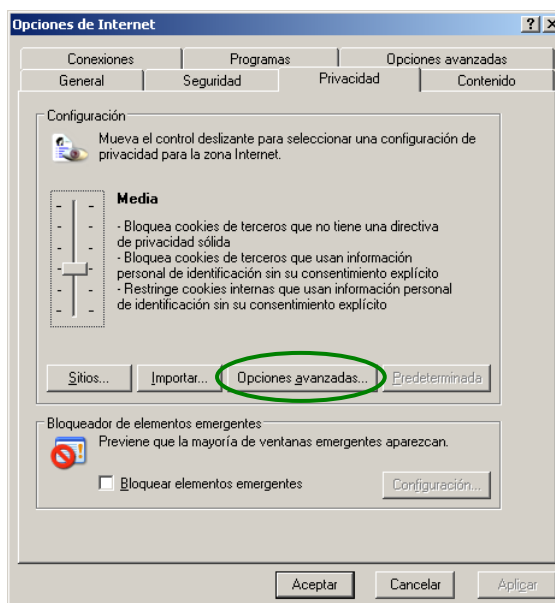 Opciones de Internet
Conexiones Programas Opciones avanzadas
General Seguridad Privacidad Contenido
Configuración
Mueva el control deslizante para seleccionar una configuración de
privacidad para la zona Internet.
Media
- Bloquea cookies de terceros que no tiene una directiva
de privacidad sólida
- Bloquea cookies de terceros que usan información
personal de identificación sin su consentimiento explícito
- Restringe cookies internas que usan información personal
de identificación sin su consentimiento explícito
Sitios... Importar... Opciones avanzadas... Predeterminada
Bloqueador de elementos emergentes
Previene que la mayoría de ventanas emergentes aparezcan.
Bloquear elementos emergentes Configuración...
Aceptar Cancelar Aplicar